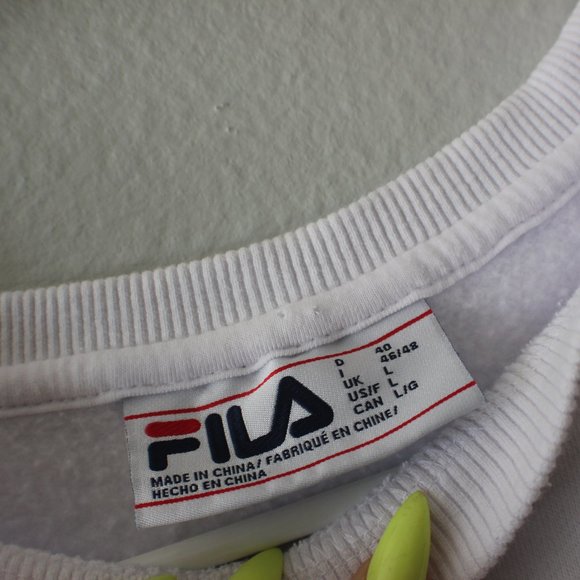 FILA
D 40
I 46/48
UK L
US/F L
CAN L/G
MADE IN CHINA/ FABRIQUÉ EN CHINE/
HECHO EN CHINA